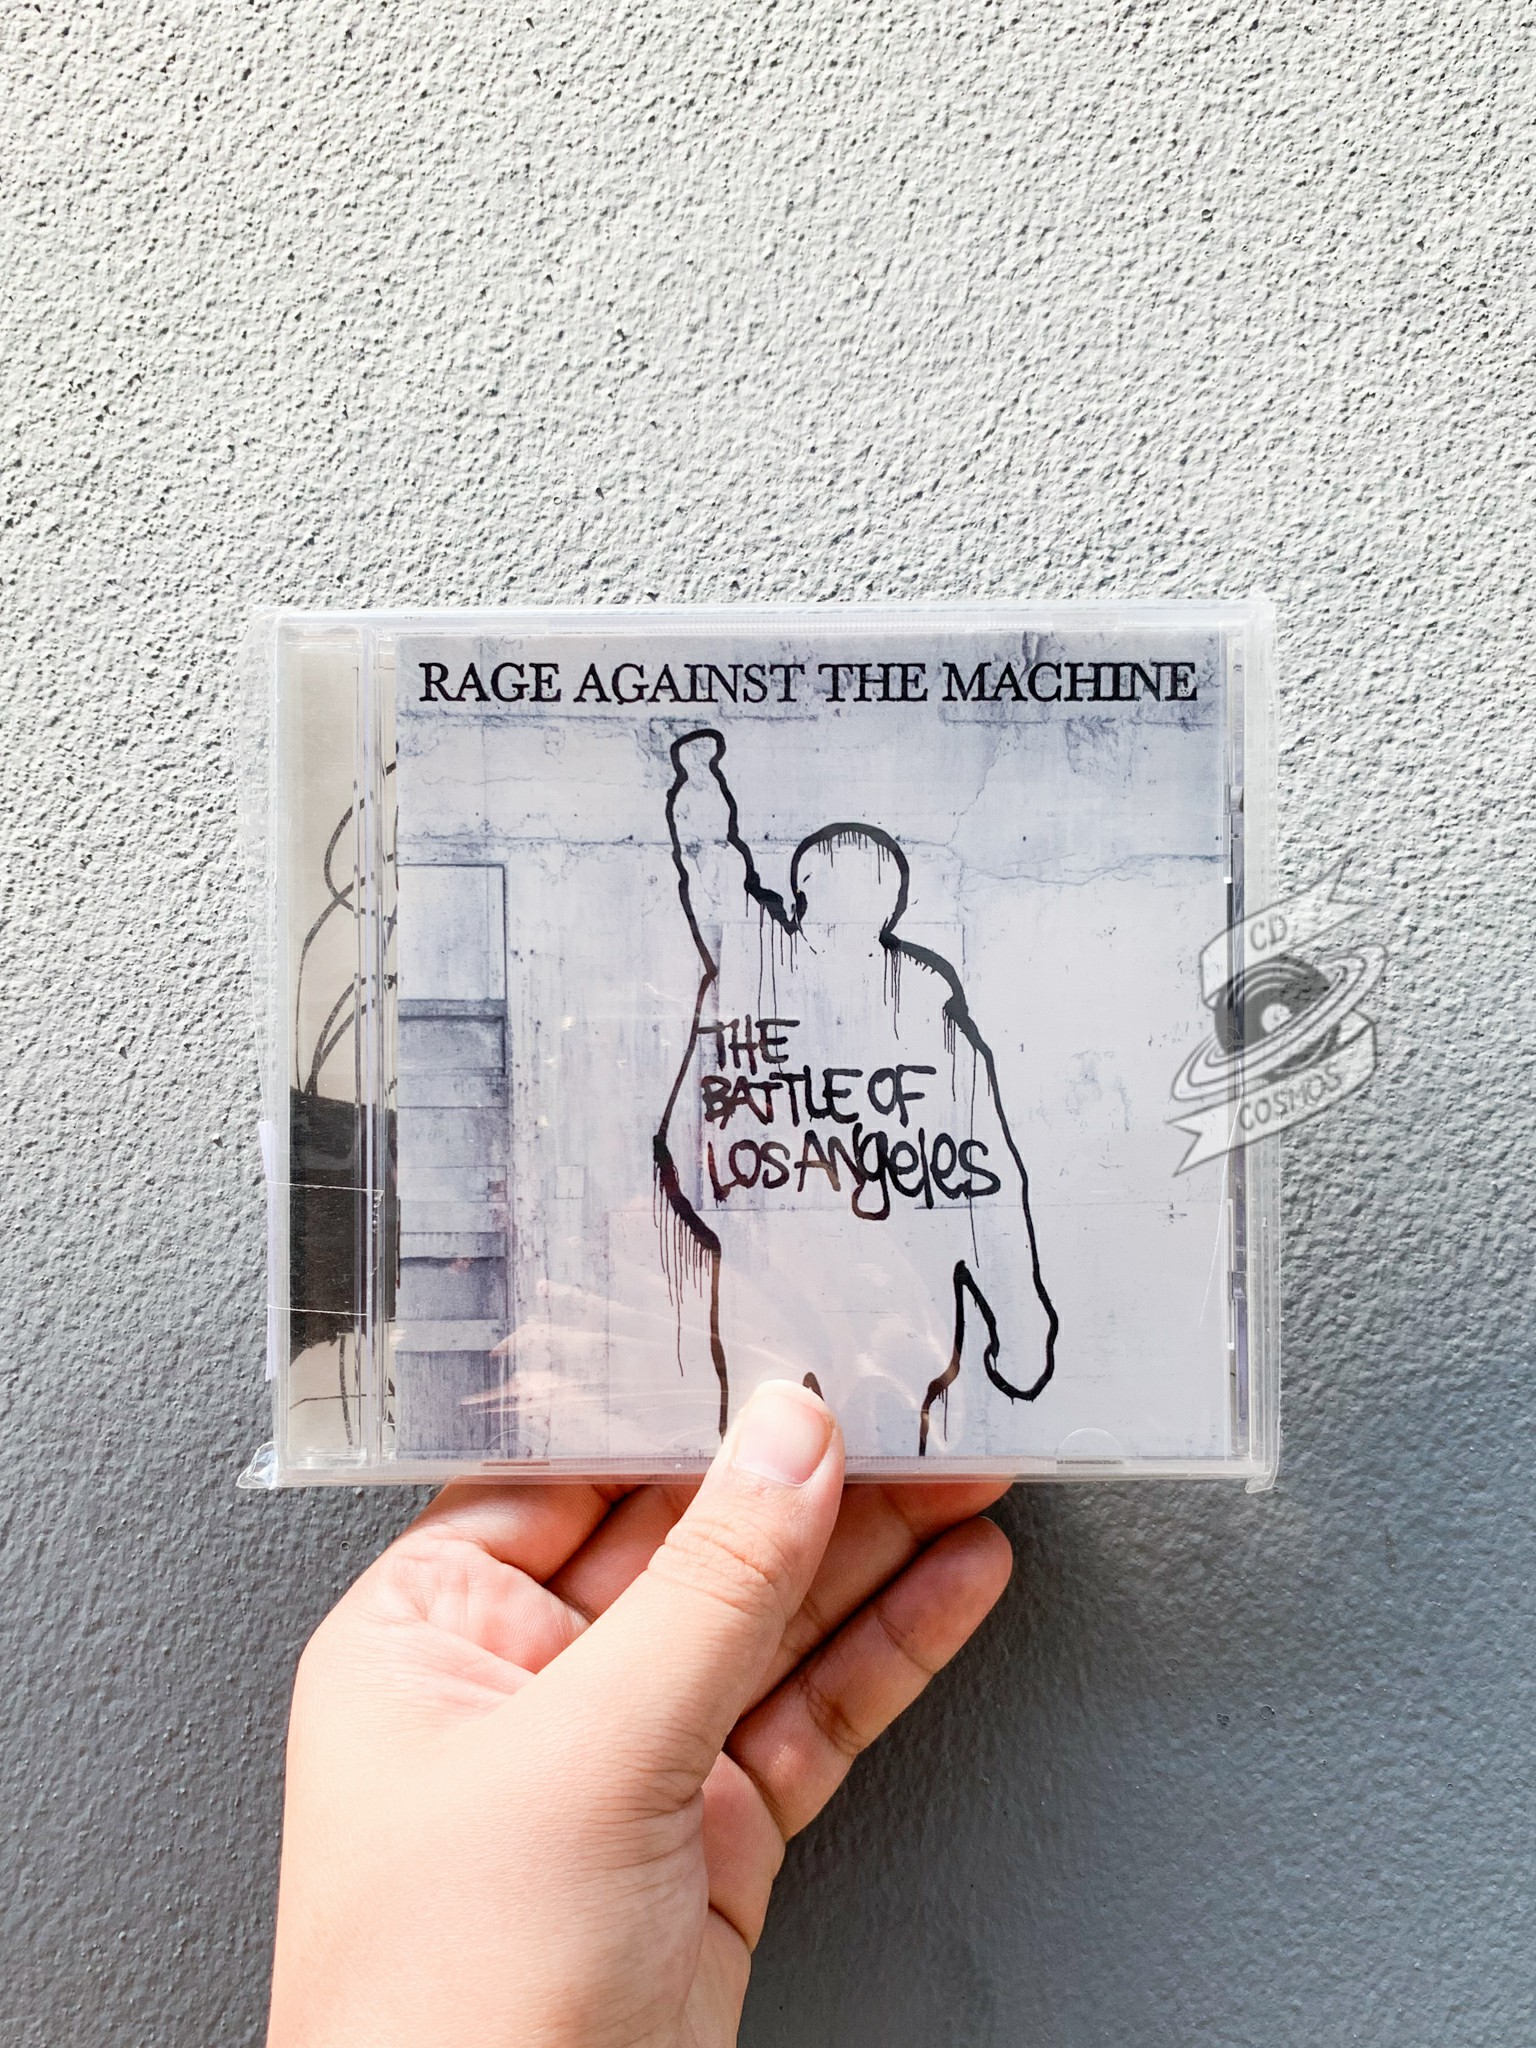 RAGE AGAINST THE MACHINE
THE
BATTLE OF
LOS ANgeles
CD
COSMOS